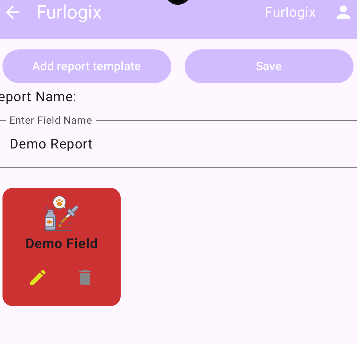 Furlogix
Furlogix
Add report template
Save
eport Name:
Enter Field Name
Demo Report
Demo Field